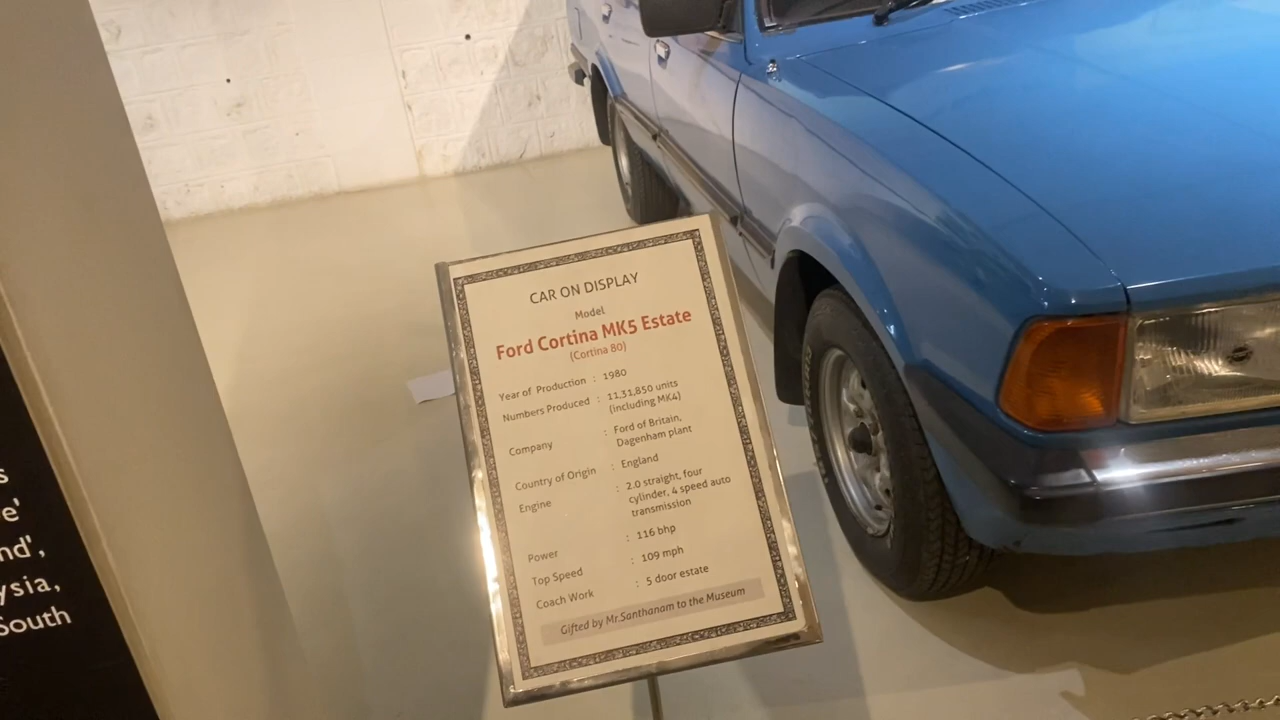 CAR ON DISPLAY
Model
Ford Cortina MK5 Estate
(Cortina 80)
Year of Production : 1980
Numbers Produced : 11,31,850 units
(including MK4)
Company : Ford of Britain,
Dagenham plant
Country of Origin : England
Engine : 2.0 straight, four
cylinder, 4 speed auto
transmission
Power : 116 bhp
Top Speed : 109 mph
Coach Work : 5 door estate
Gifted by Mr.Santhanam to the Museum
South